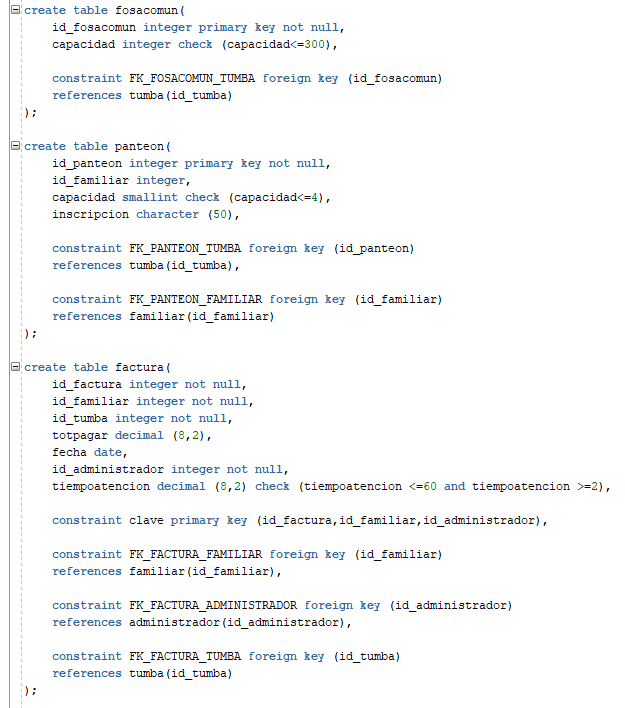 create table fosacomun(
id_fosacomun integer primary key not null,
capacidad integer check (capacidad<=300),
constraint FK_FOSACOMUN_TUMBA foreign key (id_fosacomun)
references tumba(id_tumba)
);
create table panteon(
id_panteon integer primary key not null,
id_familiar integer,
capacidad smallint check (capacidad<=4),
inscripcion character (50),
constraint FK_PANTEON_TUMBA foreign key (id_panteon)
references tumba(id_tumba),
constraint FK_PANTEON_FAMILIAR foreign key (id_familiar)
references familiar(id_familiar)
);
create table factura(
id_factura integer not null,
id_familiar integer not null,
id_tumba integer not null,
totpagar decimal (8,2),
fecha date,
id_administrador integer not null,
tiempoatencion decimal (8,2) check (tiempoatencion <=60 and tiempoatencion >=2),
constraint clave primary key (id_factura,id_familiar,id_administrador),
constraint FK_FACTURA_FAMILIAR foreign key (id_familiar)
references familiar(id_familiar),
constraint FK_FACTURA_ADMINISTRADOR foreign key (id_administrador)
references administrador(id_administrador),
constraint FK_FACTURA_TUMBA foreign key (id_tumba)
references tumba(id_tumba)
);